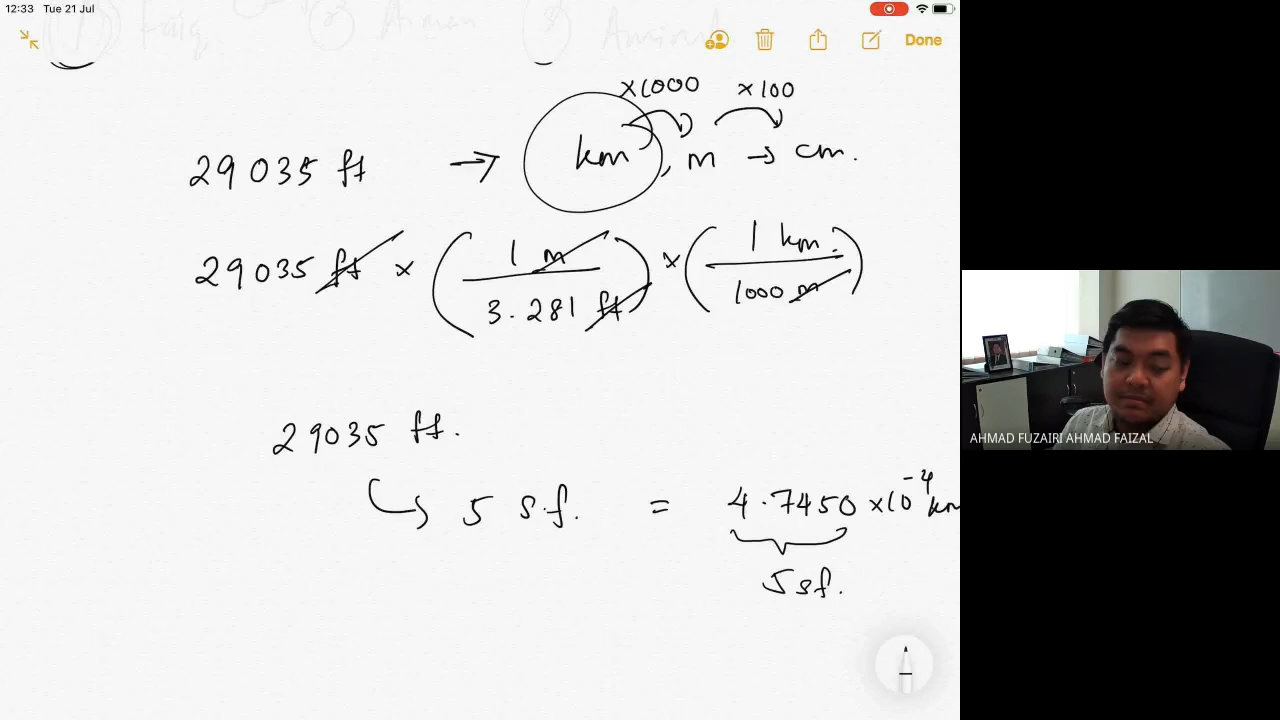 12:33 Tue 21 Jul
Done
×1000 ×100
29035 ft → km, m → cm.
29035 ft × (1 m / 3.281 ft) × (1 km / 1000 m)
29035 ft.
↳ 5 s.f. = 4.7450 ×10⁻⁴ km
5 sf.
AHMAD FUZAIRI AHMAD FAIZAL